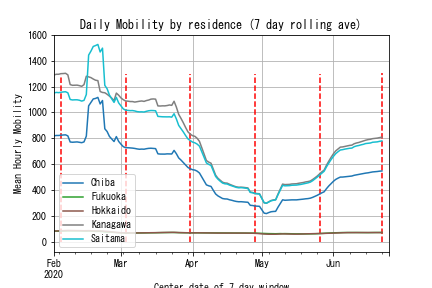 Daily Mobility by residence (7 day rolling ave)
1600
1400
1200
1000
800
600
400
200
0
Mean Hourly Mobility
Chiba
Fukuoka
Hokkaido
Kanagawa
Saitama
Feb Mar Apr May Jun
2020
Center date of 7 day window